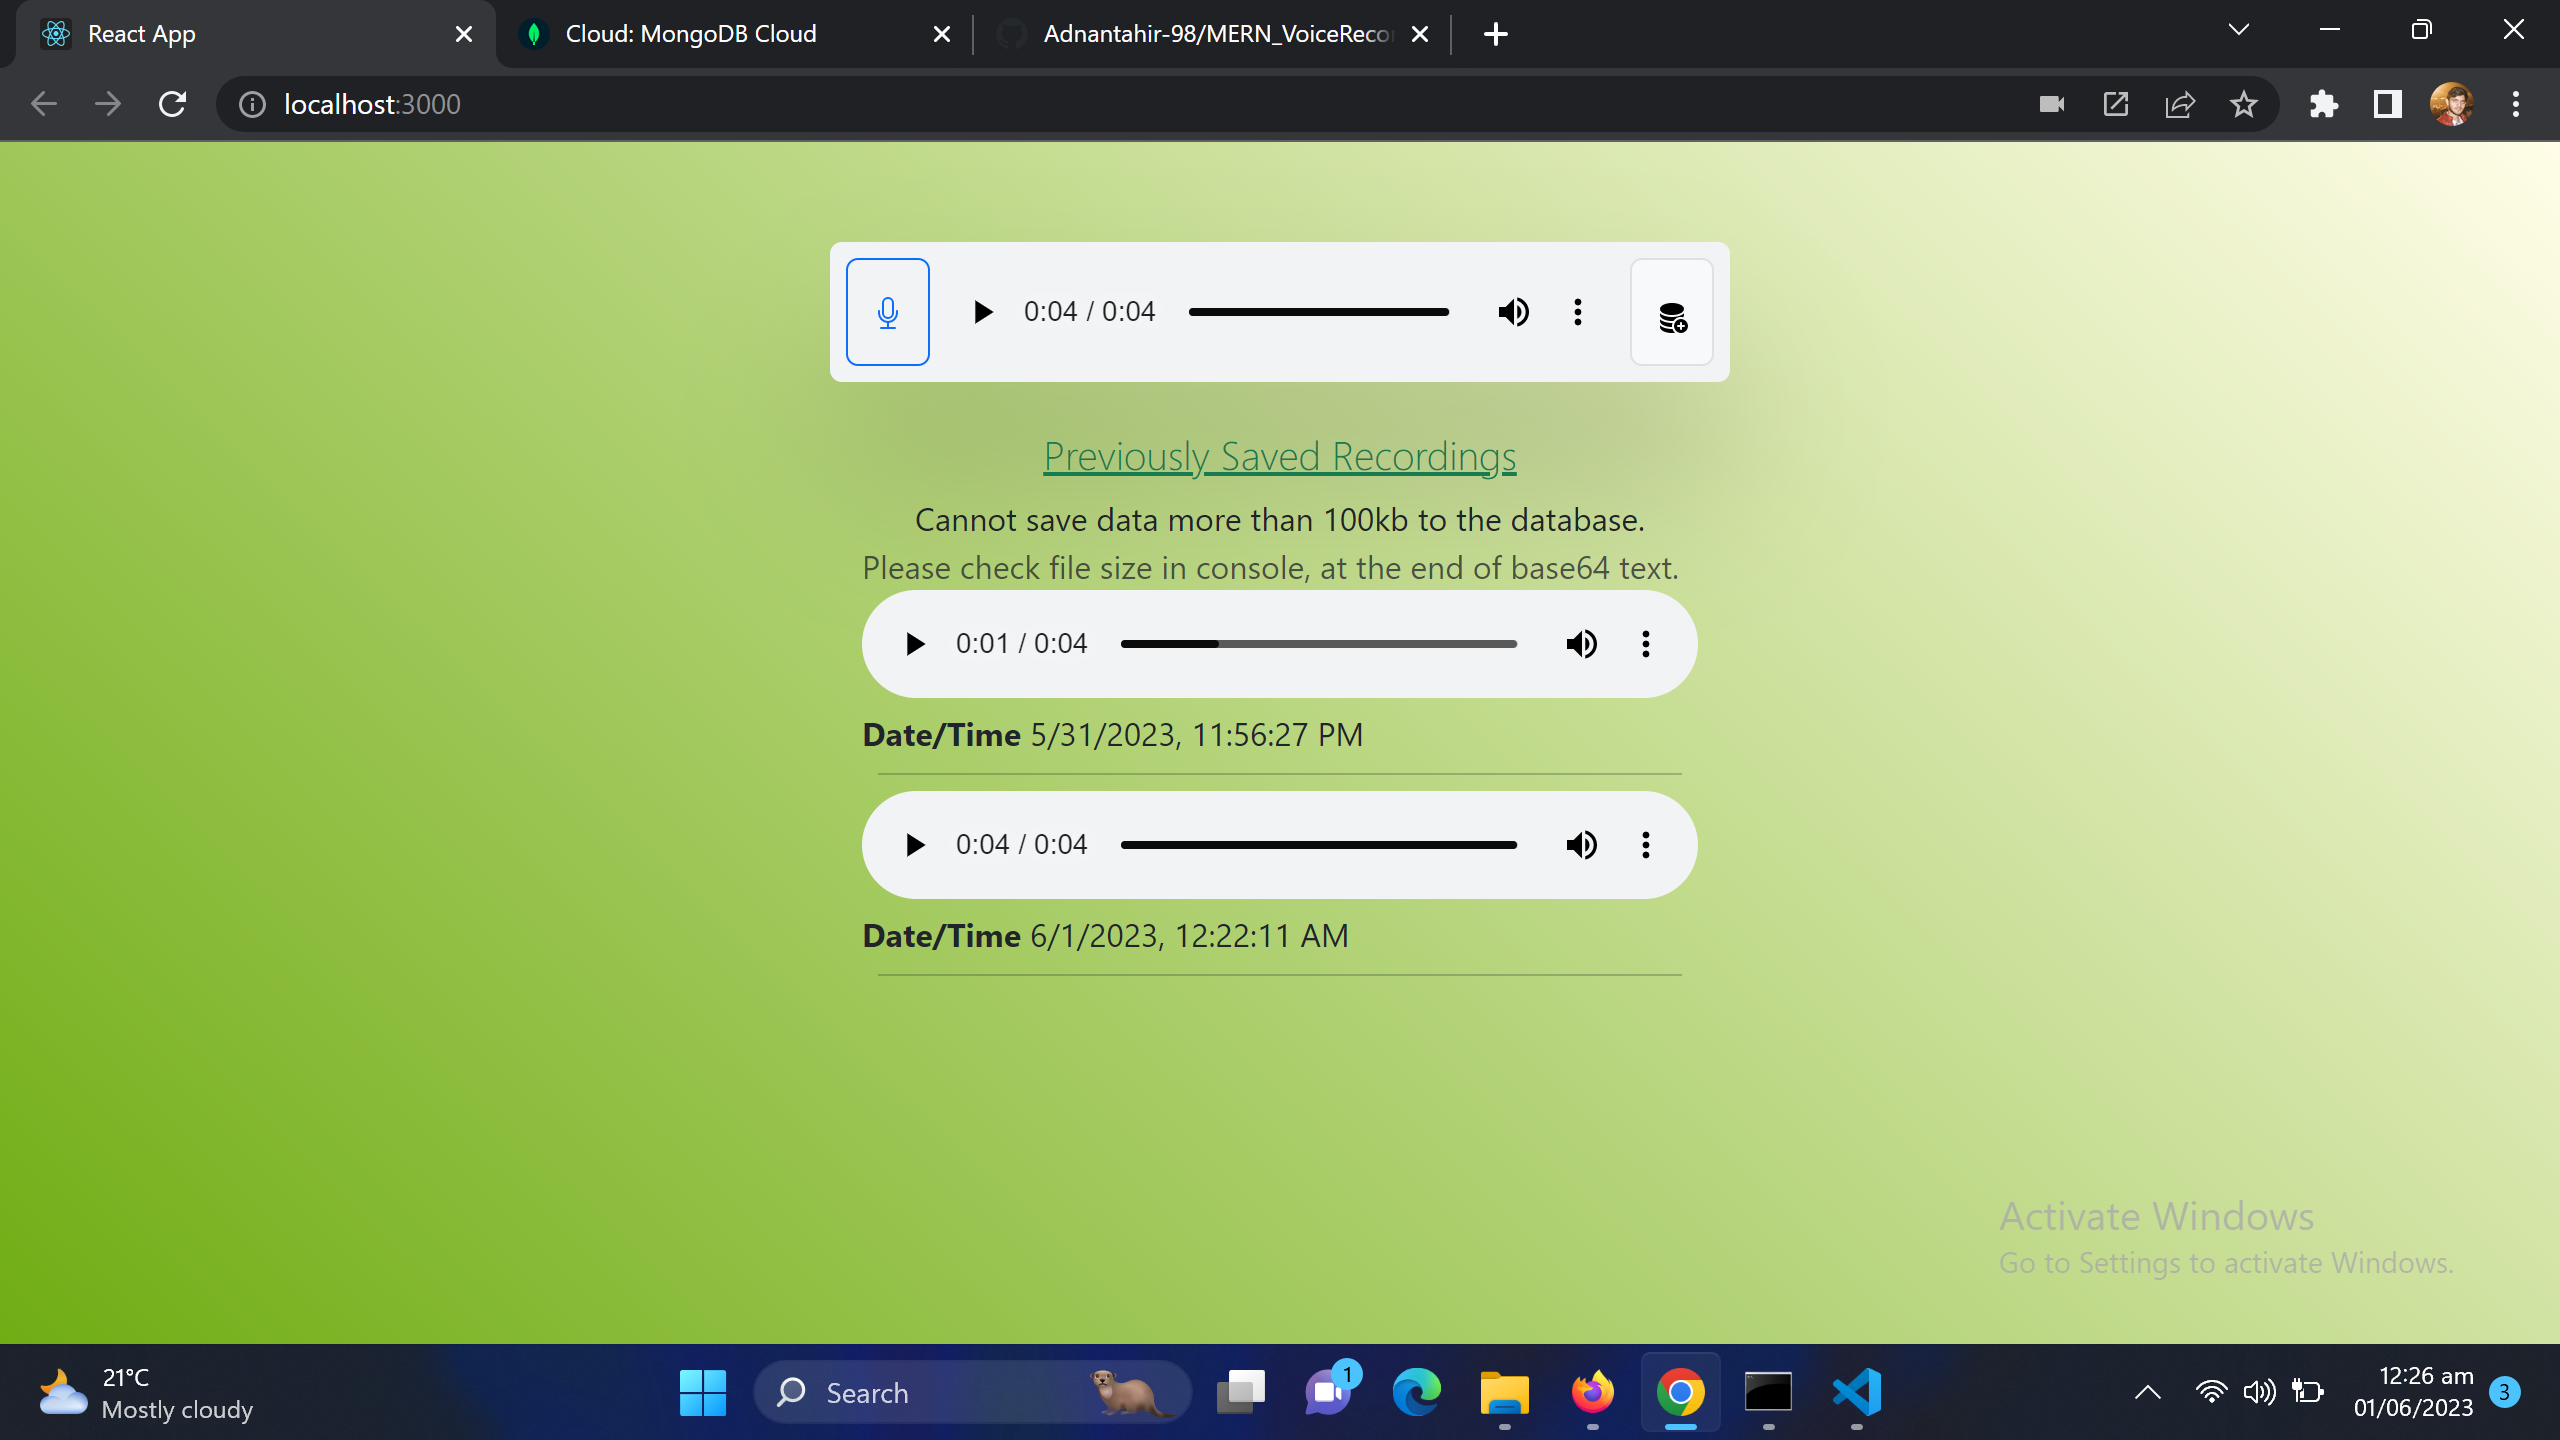 React App
Cloud: MongoDB Cloud
Adnantahir-98/MERN_VoiceReco
localhost:3000
0:04 / 0:04
Previously Saved Recordings
Cannot save data more than 100kb to the database.
Please check file size in console, at the end of base64 text.
0:01 / 0:04
Date/Time 5/31/2023, 11:56:27 PM
0:04 / 0:04
Date/Time 6/1/2023, 12:22:11 AM
Activate Windows
Go to Settings to activate Windows.
21°C
Mostly cloudy
Search
1
12:26 am
01/06/2023
3